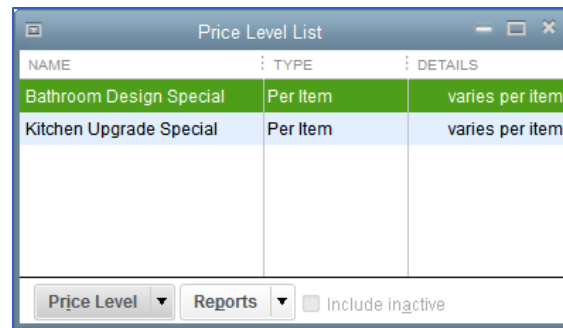 Price Level List
NAME TYPE DETAILS
Bathroom Design Special Per Item varies per item
Kitchen Upgrade Special Per Item varies per item
Price Level Reports Include inactive